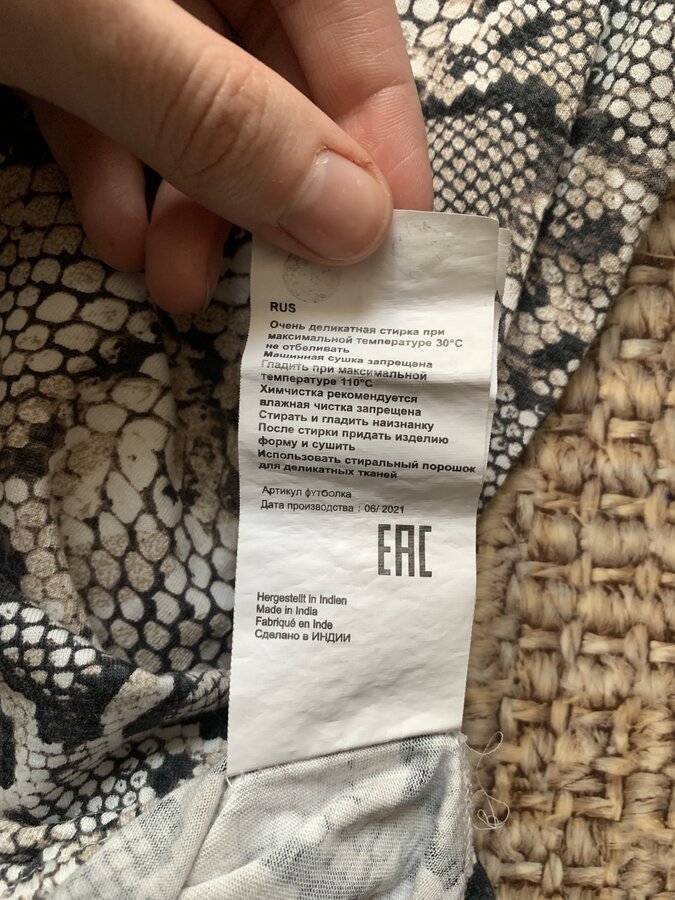 RUS
Очень деликатная стирка при
максимальной температуре 30°C
не отбеливать
Машинная сушка запрещена
Гладить при максимальной
температуре 110°C
Химчистка рекомендуется
влажная чистка запрещена
Стирать и гладить наизнанку
После стирки придать изделию
форму и сушить
Использовать стиральный порошок
для деликатных тканей
Артикул футболка
Дата производства : 06/ 2021
EAC
Hergestellt in Indien
Made in India
Fabriqué en Inde
Сделано в ИНДИИ